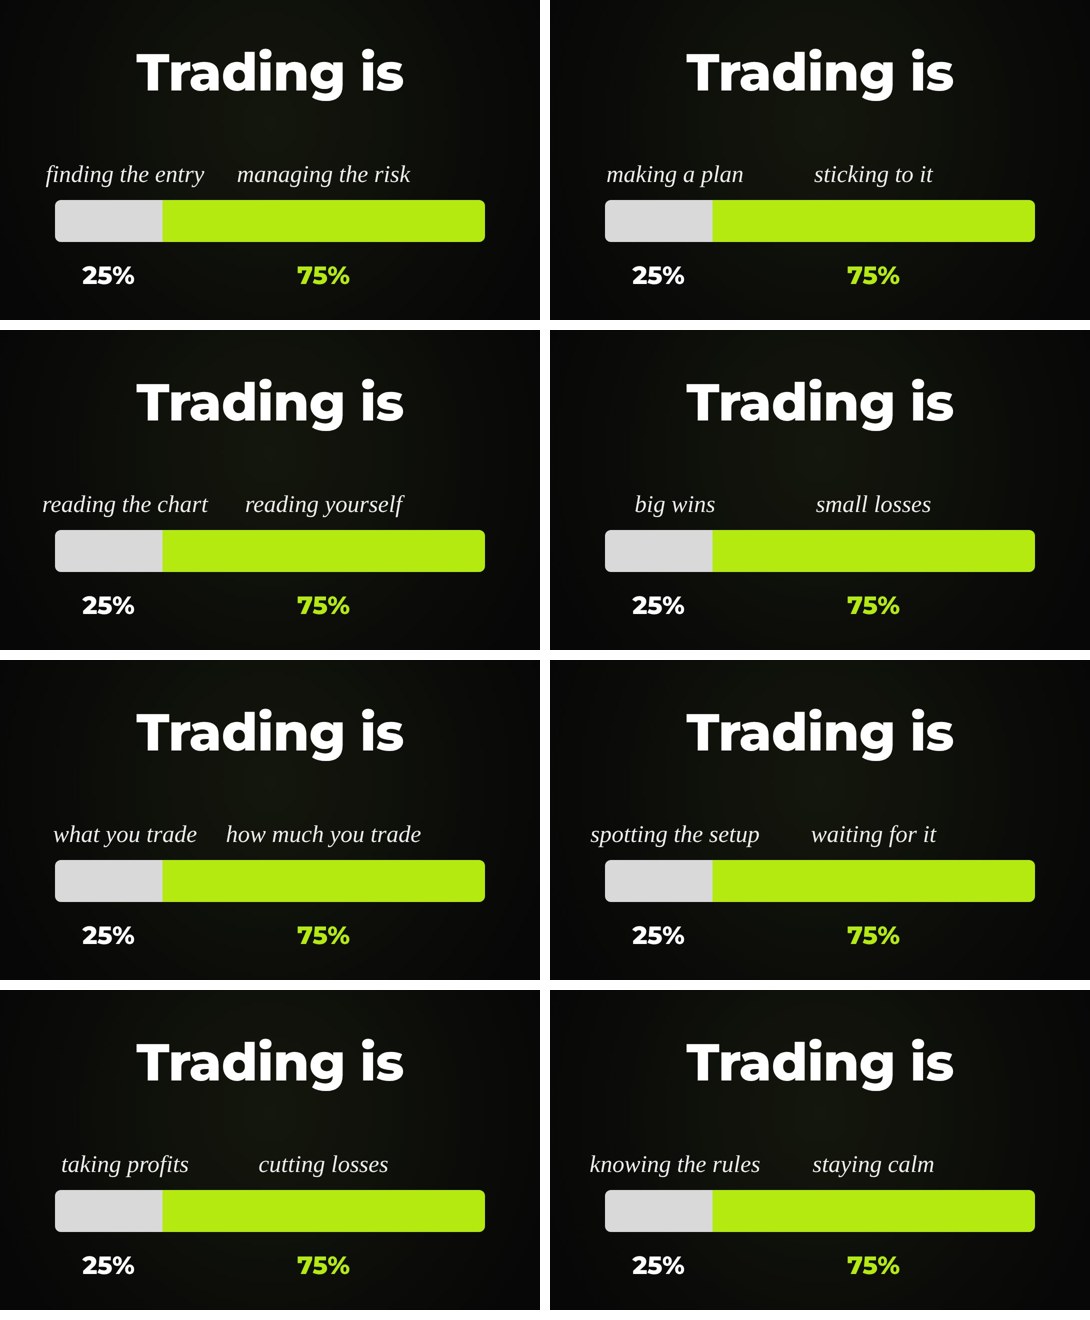 Trading is
finding the entry managing the risk
25% 75%
Trading is
making a plan sticking to it
25% 75%
Trading is
reading the chart reading yourself
25% 75%
Trading is
big wins small losses
25% 75%
Trading is
what you trade how much you trade
25% 75%
Trading is
spotting the setup waiting for it
25% 75%
Trading is
taking profits cutting losses
25% 75%
Trading is
knowing the rules staying calm
25% 75%